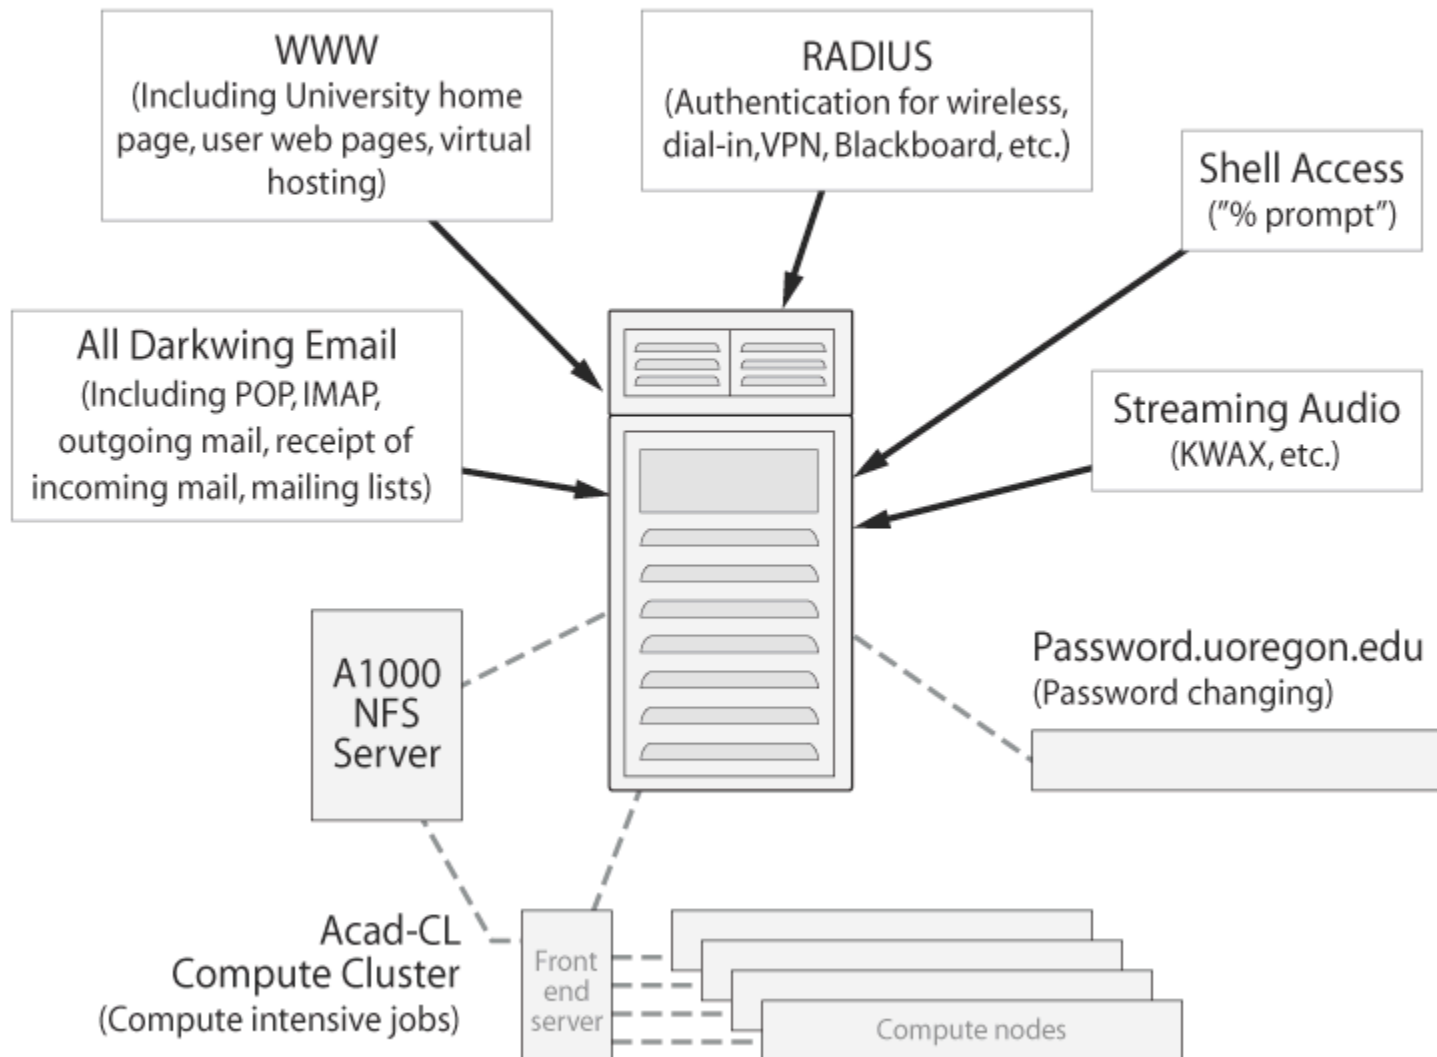 WWW
(Including University home
page, user web pages, virtual
hosting)
RADIUS
(Authentication for wireless,
dial-in, VPN, Blackboard, etc.)
Shell Access
("% prompt")
All Darkwing Email
(Including POP, IMAP,
outgoing mail, receipt of
incoming mail, mailing lists)
Streaming Audio
(KWAX, etc.)
A1000
NFS
Server
Password.uoregon.edu
(Password changing)
Acad-CL
Compute Cluster
(Compute intensive jobs)
Front
end
server
Compute nodes